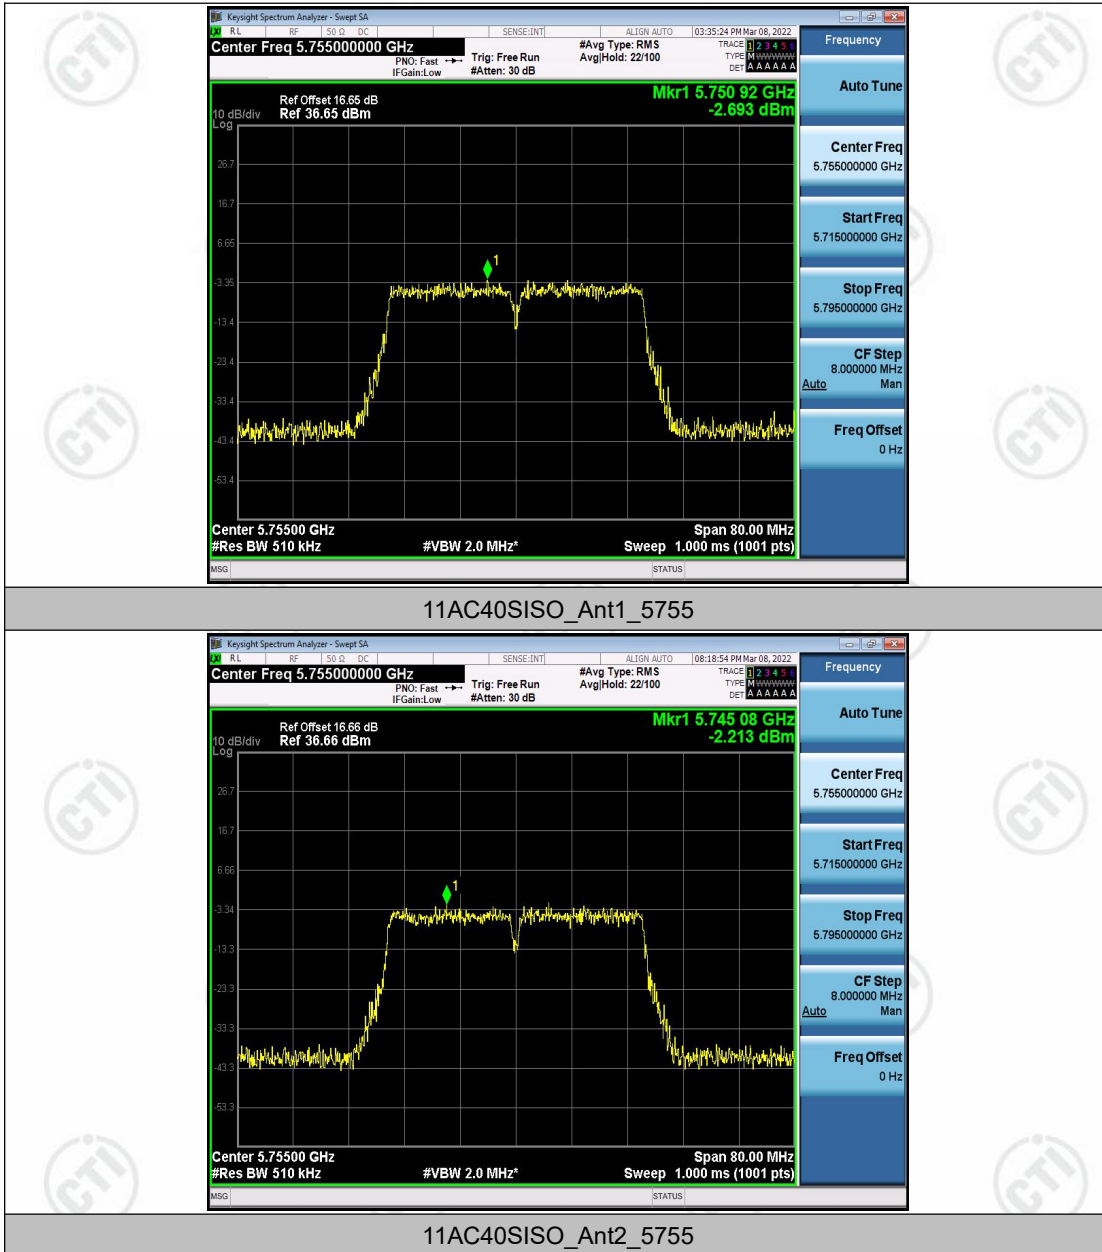 Keysight Spectrum Analyzer - Swept SA
LXI RL RF 50 Ω DC SENSE:INT ALIGN AUTO 03:35:24 PM Mar 08, 2022
Center Freq 5.755000000 GHz
PNO: Fast
IFGain:Low
Trig: Free Run
#Atten: 30 dB
#Avg Type: RMS
Avg|Hold: 22/100
TRACE 1 2 3 4 5 6
TYPE M W W W W W
DET A A A A A A
Mkr1 5.750 92 GHz
-2.693 dBm
Ref Offset 16.65 dB
10 dB/div Ref 36.65 dBm
Log
26.7
16.7
6.65
-3.35
-13.4
-23.4
-33.4
-43.4
-53.4
1
Center 5.75500 GHz Span 80.00 MHz
#Res BW 510 kHz #VBW 2.0 MHz* Sweep 1.000 ms (1001 pts)
MSG STATUS
Frequency
Auto Tune
Center Freq
5.755000000 GHz
Start Freq
5.715000000 GHz
Stop Freq
5.795000000 GHz
CF Step
8.000000 MHz
Auto Man
Freq Offset
0 Hz
11AC40SISO_Ant1_5755
Keysight Spectrum Analyzer - Swept SA
LXI RL RF 50 Ω DC SENSE:INT ALIGN AUTO 08:18:54 PM Mar 08, 2022
Center Freq 5.755000000 GHz
PNO: Fast
IFGain:Low
Trig: Free Run
#Atten: 30 dB
#Avg Type: RMS
Avg|Hold: 22/100
TRACE 1 2 3 4 5 6
TYPE M W W W W W
DET A A A A A A
Mkr1 5.745 08 GHz
-2.213 dBm
Ref Offset 16.66 dB
10 dB/div Ref 36.66 dBm
Log
26.7
16.7
6.66
-3.34
-13.3
-23.3
-33.3
-43.3
-53.3
1
Center 5.75500 GHz Span 80.00 MHz
#Res BW 510 kHz #VBW 2.0 MHz* Sweep 1.000 ms (1001 pts)
MSG STATUS
Frequency
Auto Tune
Center Freq
5.755000000 GHz
Start Freq
5.715000000 GHz
Stop Freq
5.795000000 GHz
CF Step
8.000000 MHz
Auto Man
Freq Offset
0 Hz
11AC40SISO_Ant2_5755
CTI
CTI
CTI
CTI
CTI
CTI
CTI
CTI